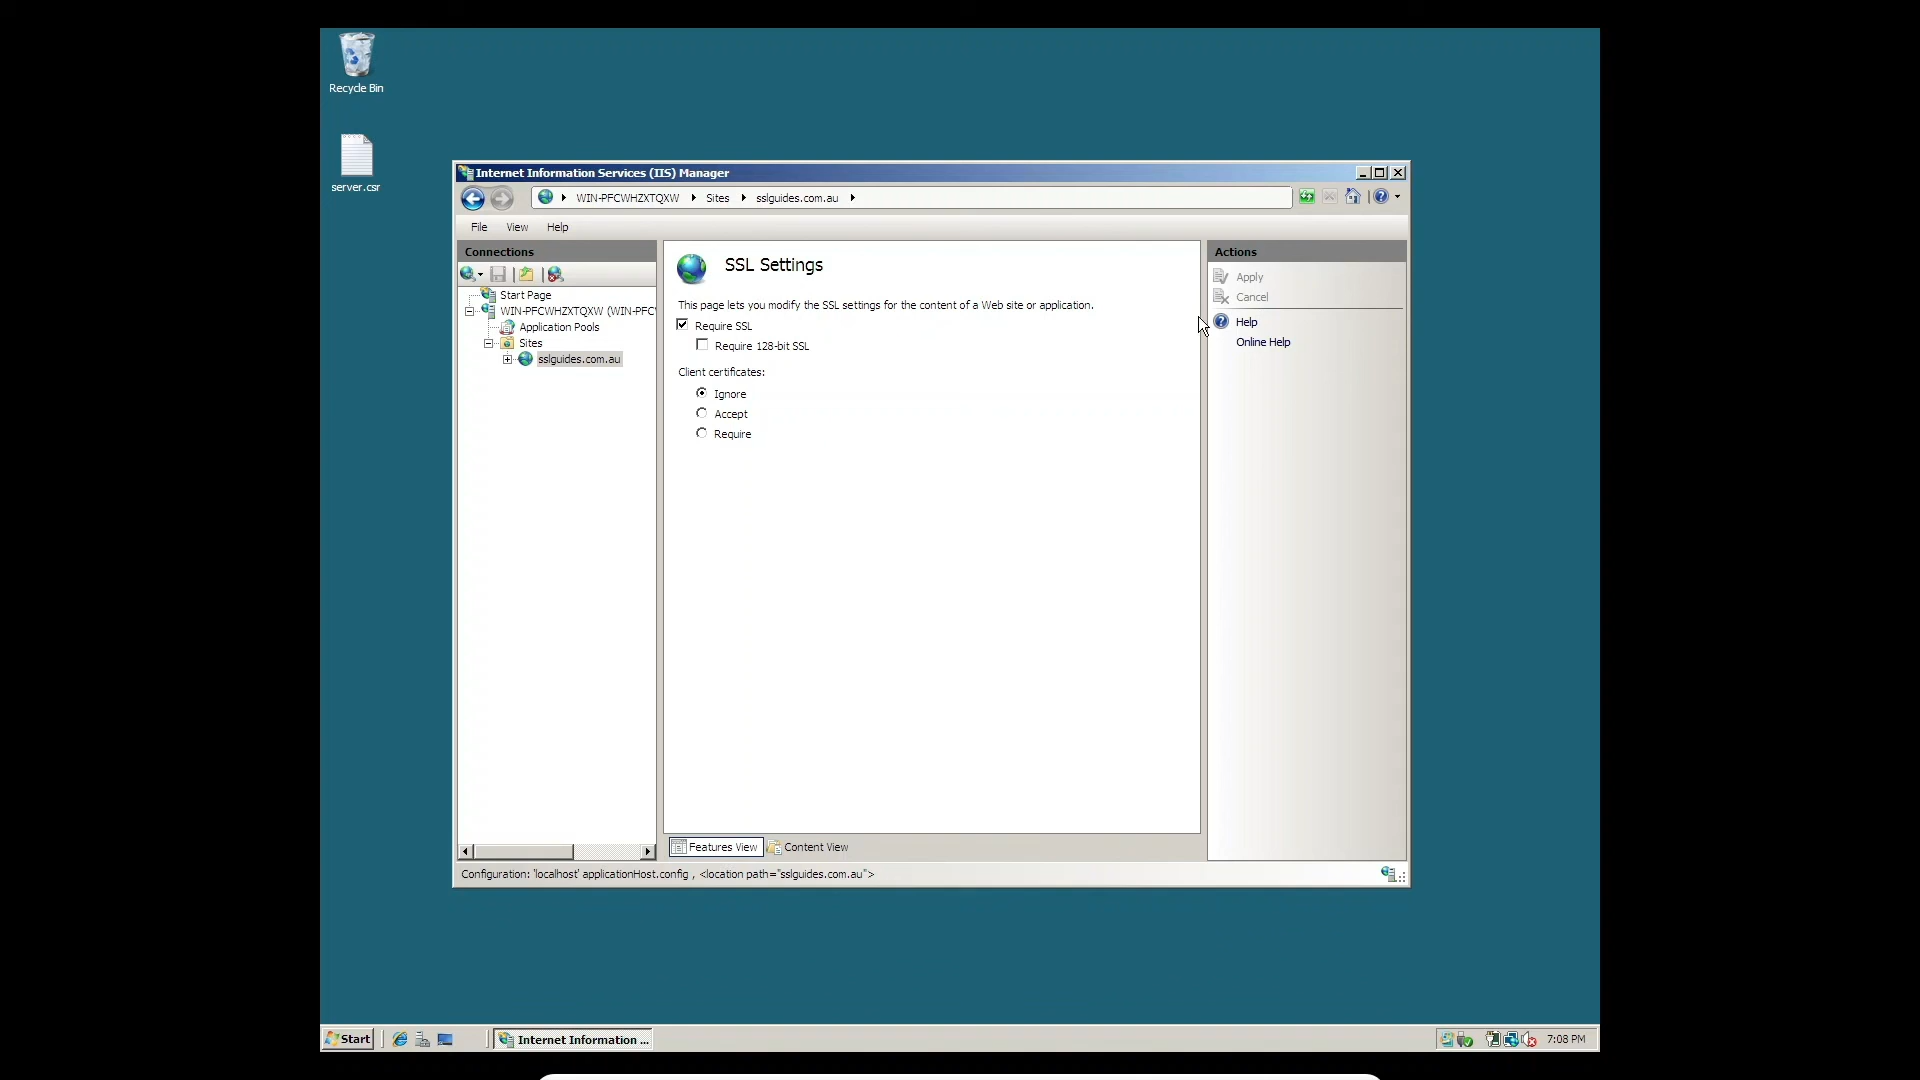 Recycle Bin
server.csr
Internet Information Services (IIS) Manager
WIN-PFCWHZXTQXW Sites sslguides.com.au
File View Help
Connections
Start Page
WIN-PFCWHZXTQXW (WIN-PFCW
Application Pools
Sites
sslguides.com.au
SSL Settings
This page lets you modify the SSL settings for the content of a Web site or application.
Require SSL
Require 128-bit SSL
Client certificates:
Ignore
Accept
Require
Features View Content View
Actions
Apply
Cancel
Help
Online Help
Configuration: 'localhost' applicationHost.config , <location path="sslguides.com.au">
Start Internet Information ... 7:08 PM